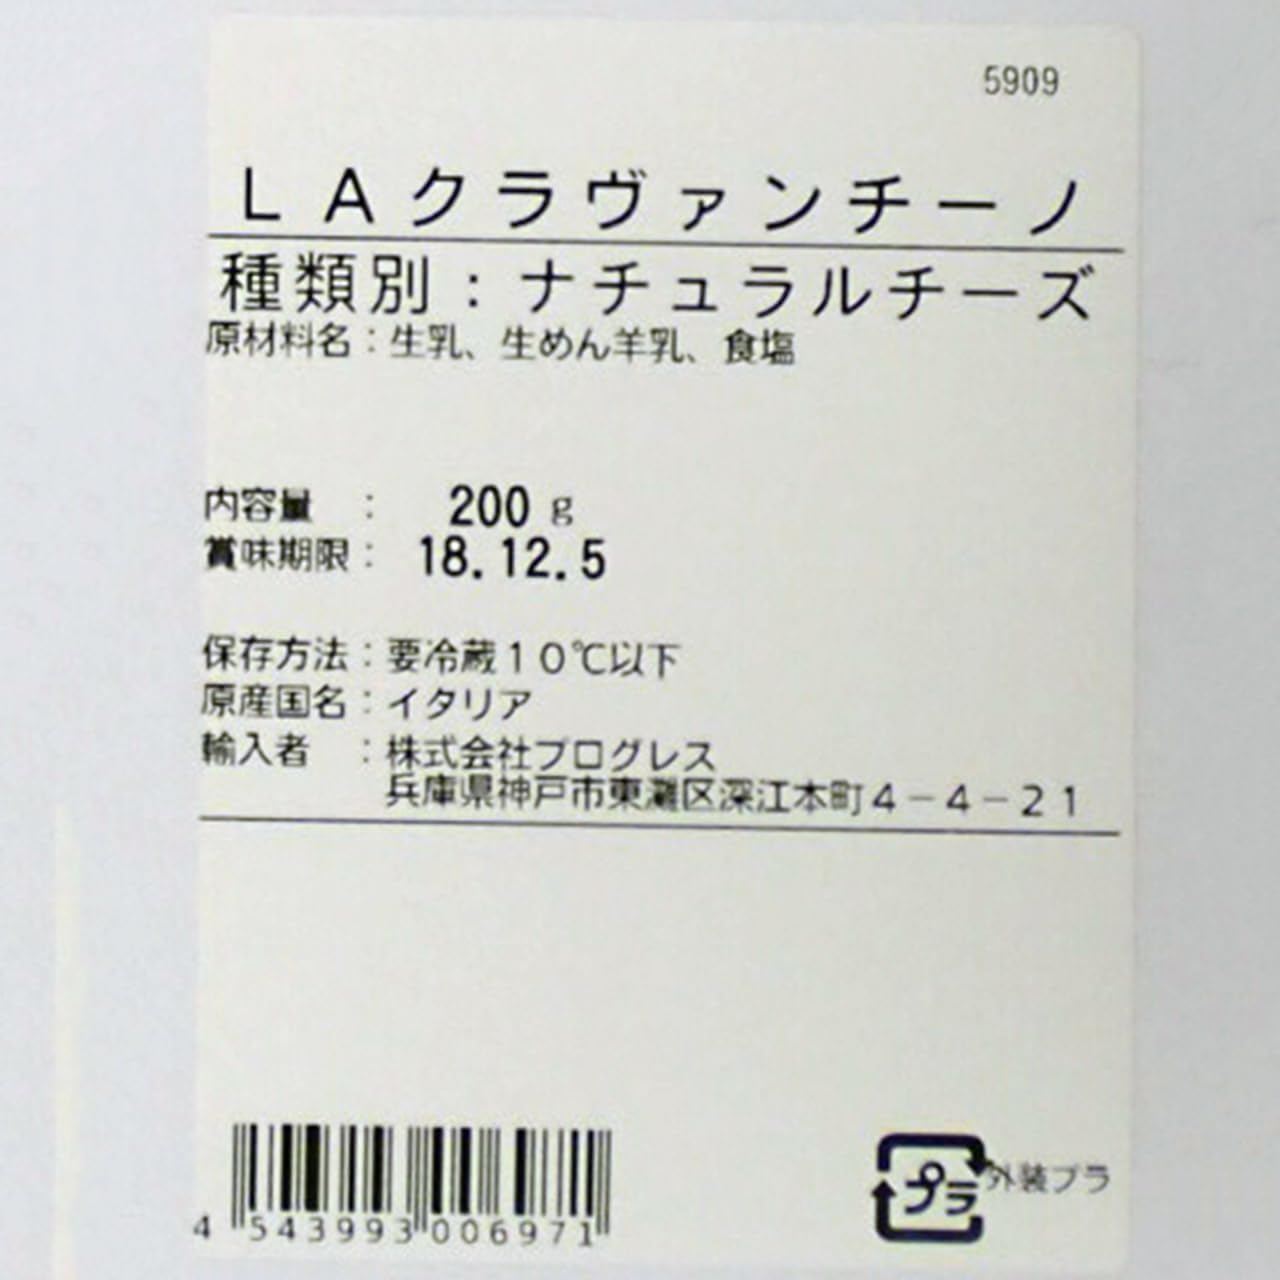 5909
LAクラヴァンチーノ
種類別：ナチュラルチーズ
原材料名：生乳、生めん羊乳、食塩
内容量　：　200 g
賞味期限：　18.12.5
保存方法：要冷蔵10℃以下
原産国名：イタリア
輸入者　：株式会社プログレス
兵庫県神戸市東灘区深江本町4－4－21
4 543993 006971
プラ 外装プラ